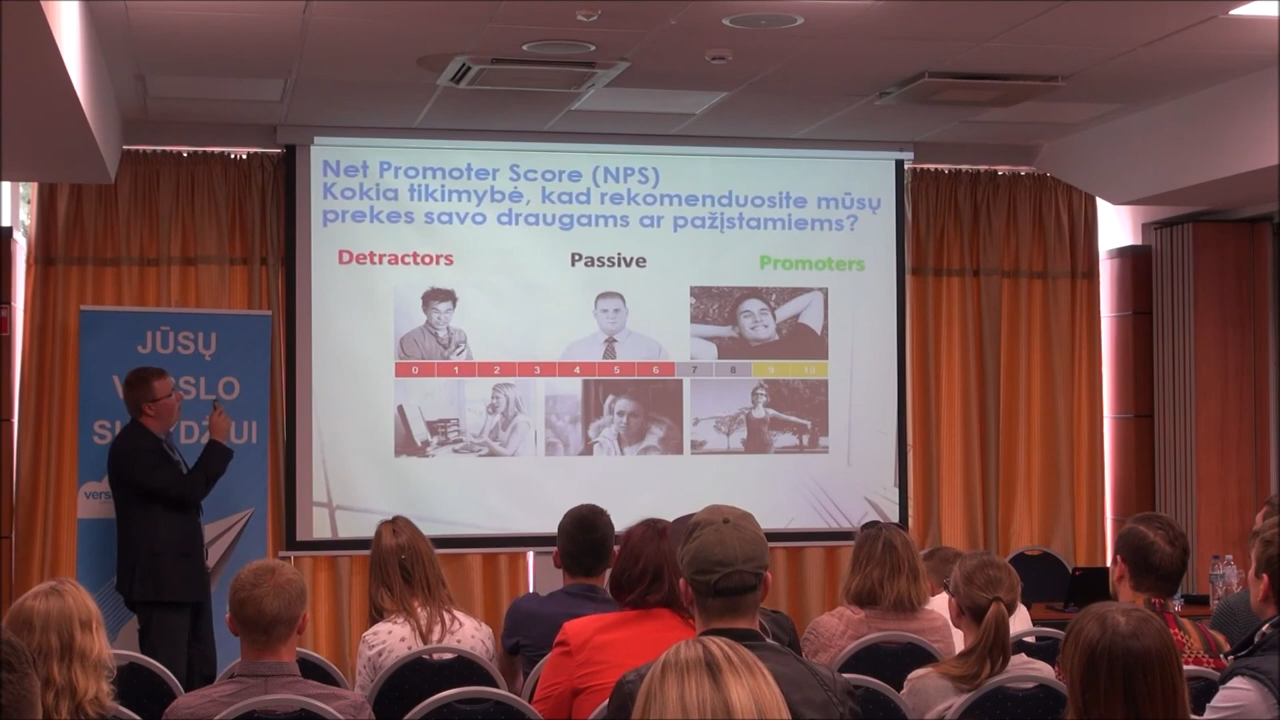 Net Promoter Score (NPS)
Kokia tikimybė, kad rekomenduosite mūsų
prekes savo draugams ar pažįstamiems?
Detractors Passive Promoters
0 1 2 3 4 5 6 7 8 9 10
JŪSŲ